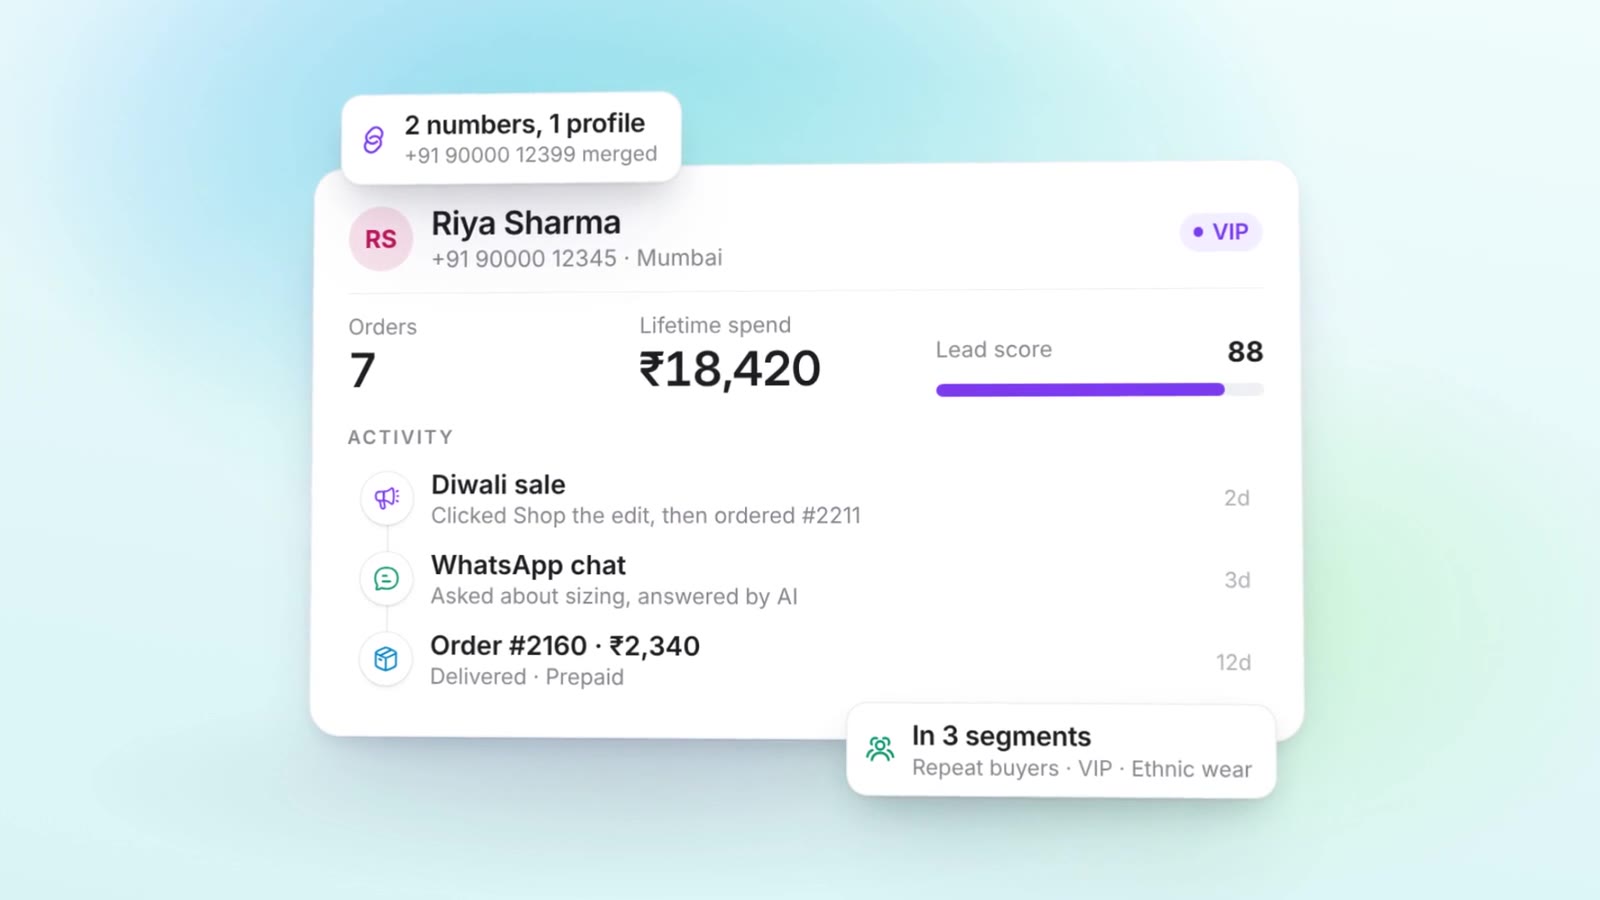 2 numbers, 1 profile
+91 90000 12399 merged
RS
Riya Sharma
+91 90000 12345 · Mumbai
VIP
Orders
7
Lifetime spend
₹18,420
Lead score
88
ACTIVITY
Diwali sale
Clicked Shop the edit, then ordered #2211
2d
WhatsApp chat
Asked about sizing, answered by AI
3d
Order #2160 · ₹2,340
Delivered · Prepaid
12d
In 3 segments
Repeat buyers · VIP · Ethnic wear